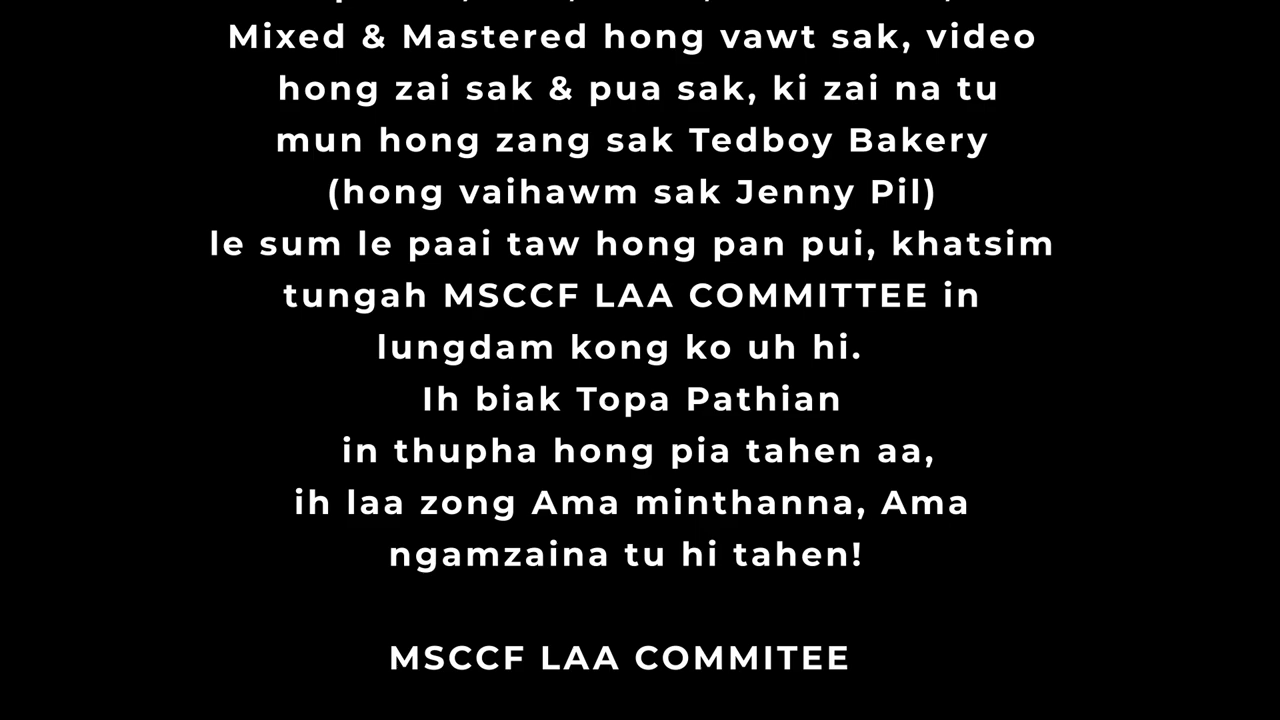 Mixed & Mastered hong vawt sak, video
hong zai sak & pua sak, ki zai na tu
mun hong zang sak Tedboy Bakery
(hong vaihawm sak Jenny Pil)
le sum le paai taw hong pan pui, khatsim
tungah MSCCF LAA COMMITTEE in
lungdam kong ko uh hi.
Ih biak Topa Pathian
in thupha hong pia tahen aa,
ih laa zong Ama minthanna, Ama
ngamzaina tu hi tahen!
MSCCF LAA COMMITEE